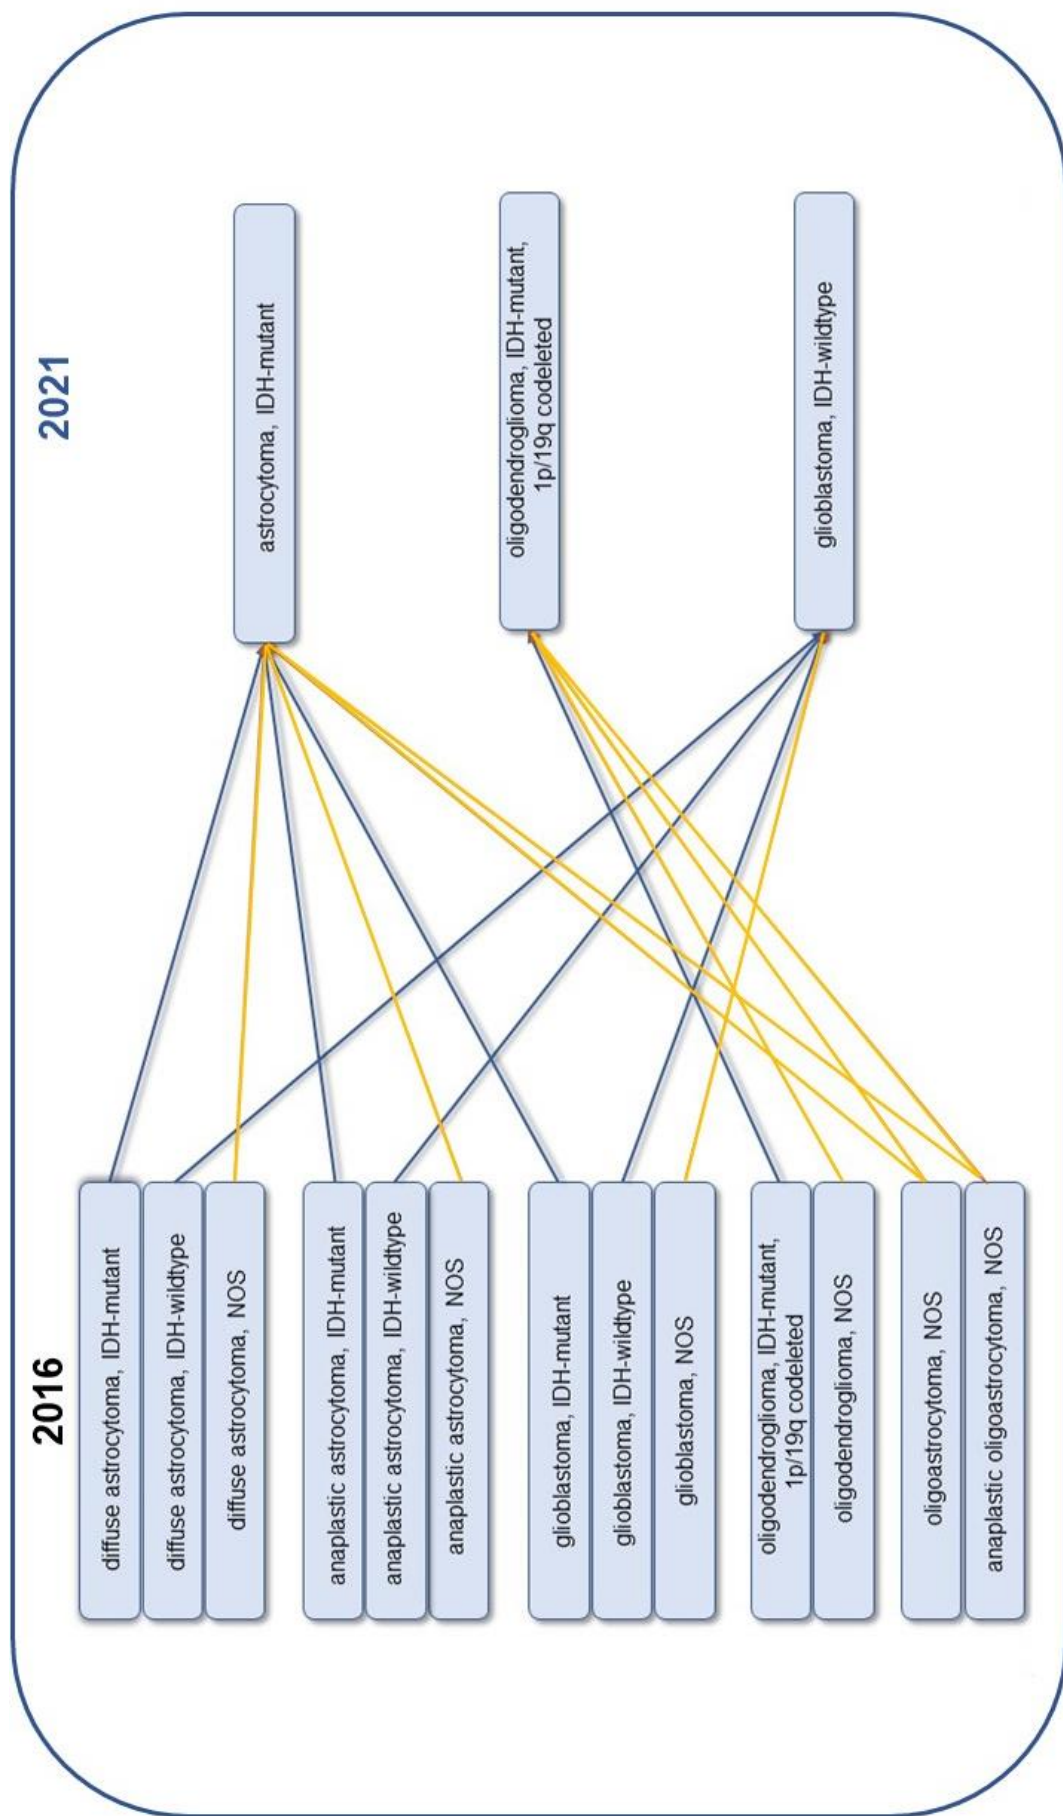 2016
diffuse astrocytoma, IDH-mutant
diffuse astrocytoma, IDH-wildtype
diffuse astrocytoma, NOS
anaplastic astrocytoma, IDH-mutant
anaplastic astrocytoma, IDH-wildtype
anaplastic astrocytoma, NOS
glioblastoma, IDH-mutant
glioblastoma, IDH-wildtype
glioblastoma, NOS
oligodendroglioma, IDH-mutant,
1p/19q codeleted
oligodendroglioma, NOS
oligoastrocytoma, NOS
anaplastic oligoastrocytoma, NOS
2021
astrocytoma, IDH-mutant
oligodendroglioma, IDH-mutant,
1p/19q codeleted
glioblastoma, IDH-wildtype